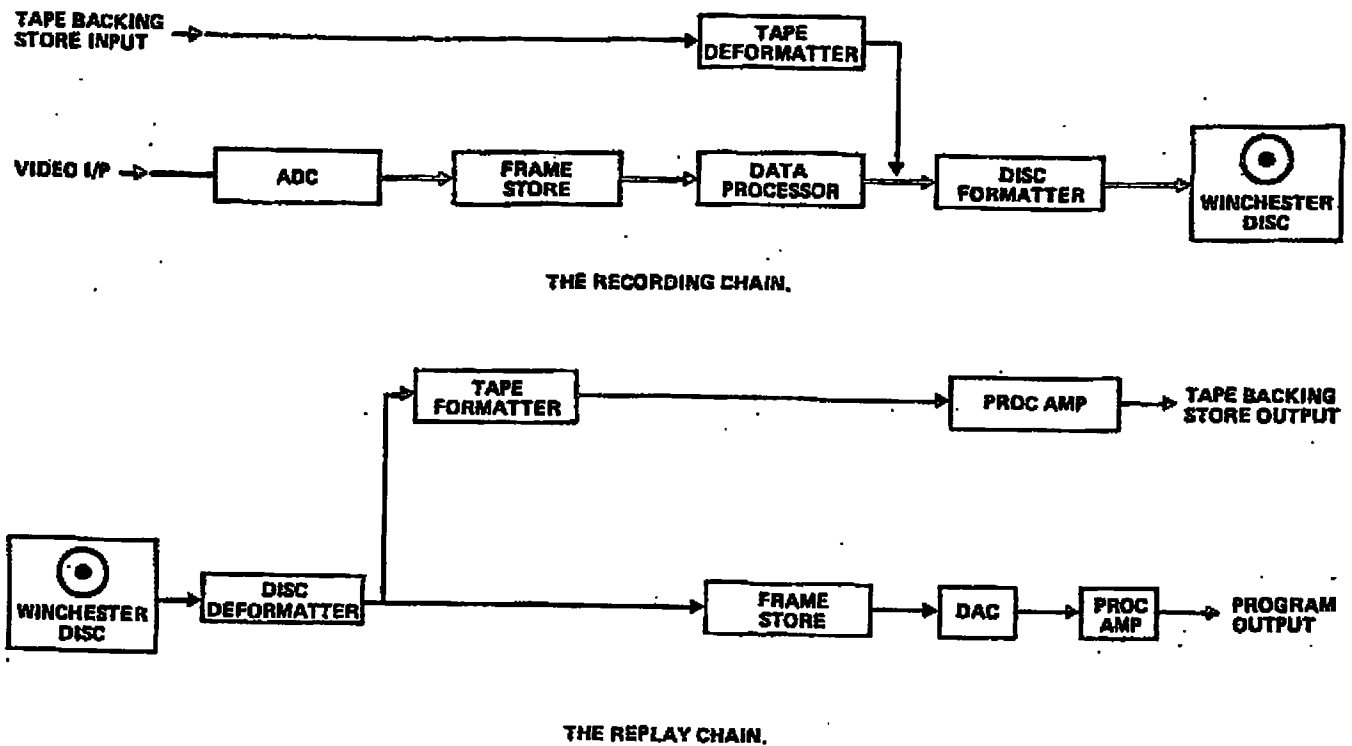 TAPE BACKING
STORE INPUT
TAPE
DEFORMATTER
VIDEO I/P
ADC
FRAME
STORE
DATA
PROCESSOR
DISC
FORMATTER
WINCHESTER
DISC
THE RECORDING CHAIN.
TAPE
FORMATTER
PROC AMP
TAPE BACKING
STORE OUTPUT
WINCHESTER
DISC
DISC
DEFORMATTER
FRAME
STORE
DAC
PROC
AMP
PROGRAM
OUTPUT
THE REPLAY CHAIN.